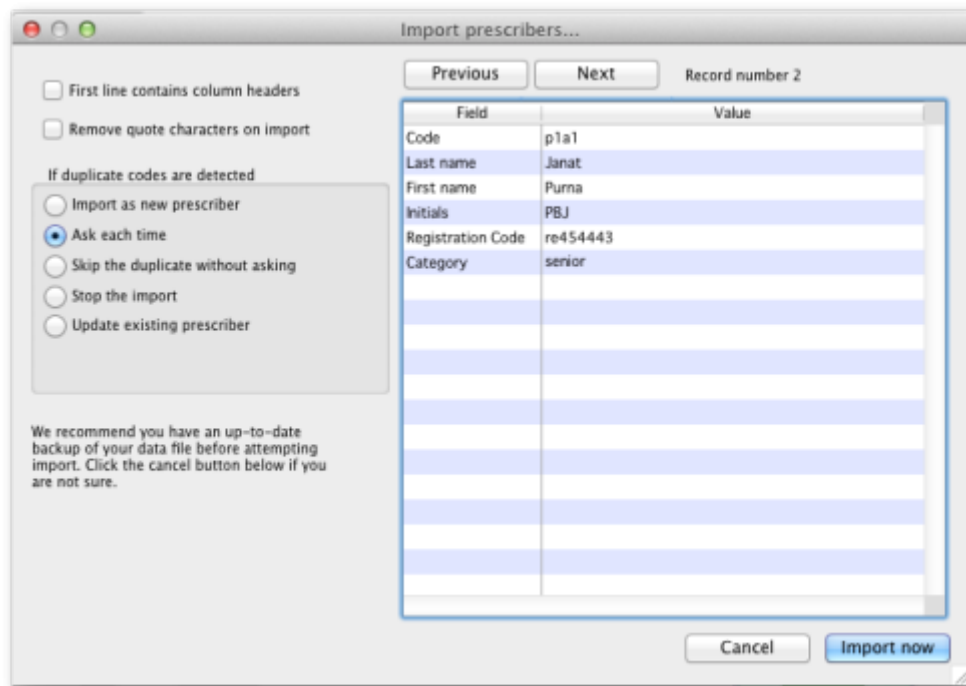 Import prescribers...
First line contains column headers
Remove quote characters on import
If duplicate codes are detected
Import as new prescriber
Ask each time
Skip the duplicate without asking
Stop the import
Update existing prescriber
We recommend you have an up-to-date
backup of your data file before attempting
import. Click the cancel button below if you
are not sure.
Previous Next Record number 2
Field Value
Code p1a1
Last name Janat
First name Purna
Initials PBJ
Registration Code re454443
Category senior
Cancel Import now